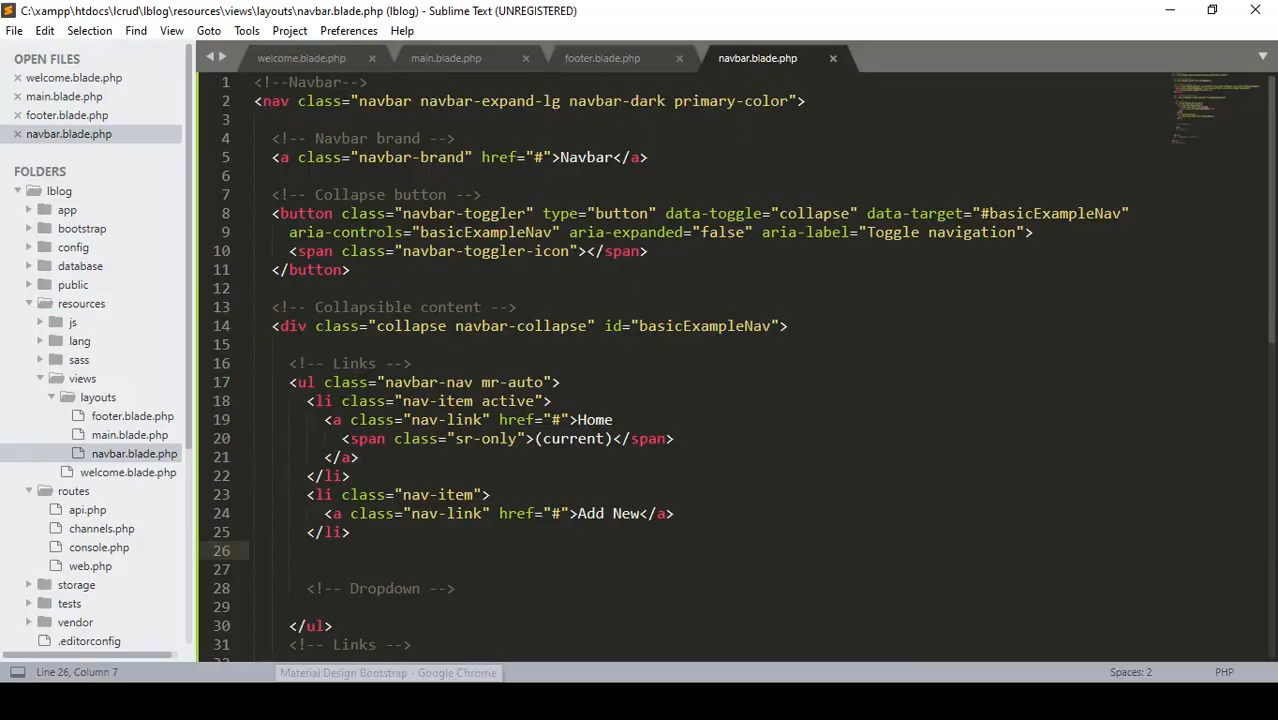 C:\xampp\htdocs\lcrud\lblog\resources\views\layouts\navbar.blade.php (lblog) - Sublime Text (UNREGISTERED)
File Edit Selection Find View Goto Tools Project Preferences Help
OPEN FILES
welcome.blade.php
main.blade.php
footer.blade.php
navbar.blade.php
FOLDERS
lblog
app
bootstrap
config
database
public
resources
js
lang
sass
views
layouts
footer.blade.php
main.blade.php
navbar.blade.php
welcome.blade.php
routes
api.php
channels.php
console.php
web.php
storage
tests
vendor
.editorconfig
welcome.blade.php main.blade.php footer.blade.php navbar.blade.php
1 <!--Navbar-->
2 <nav class="navbar navbar-expand-lg navbar-dark primary-color">
3
4 <!-- Navbar brand -->
5 <a class="navbar-brand" href="#">Navbar</a>
6
7 <!-- Collapse button -->
8 <button class="navbar-toggler" type="button" data-toggle="collapse" data-target="#basicExampleNav"
9 aria-controls="basicExampleNav" aria-expanded="false" aria-label="Toggle navigation">
10 <span class="navbar-toggler-icon"></span>
11 </button>
12
13 <!-- Collapsible content -->
14 <div class="collapse navbar-collapse" id="basicExampleNav">
15
16 <!-- Links -->
17 <ul class="navbar-nav mr-auto">
18 <li class="nav-item active">
19 <a class="nav-link" href="#">Home
20 <span class="sr-only">(current)</span>
21 </a>
22 </li>
23 <li class="nav-item">
24 <a class="nav-link" href="#">Add New</a>
25 </li>
26
27
28 <!-- Dropdown -->
29
30 </ul>
31 <!-- Links -->
Line 26, Column 7
Material Design Bootstrap - Google Chrome
Spaces: 2
PHP